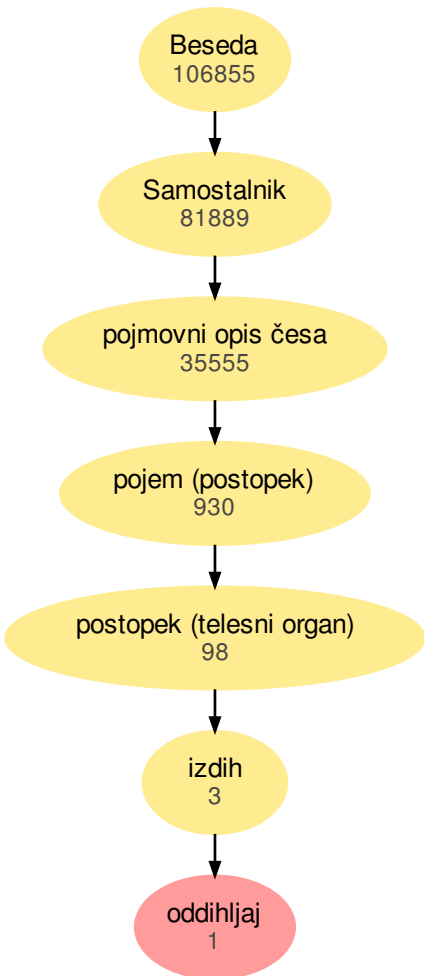 Beseda
106855
Samostalnik
81889
pojmovni opis česa
35555
pojem (postopek)
930
postopek (telesni organ)
98
izdih
3
oddihljaj
1